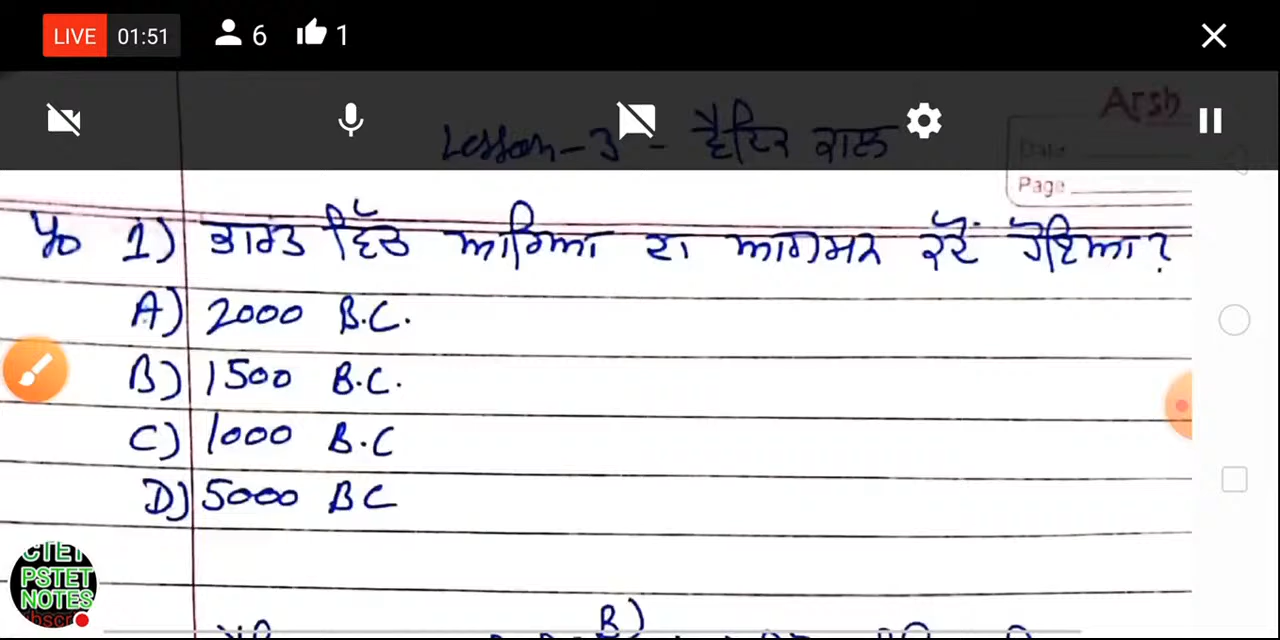 LIVE 01:51 6 1
Arsh
Lesson-3 - ਵੈਦਿਕ ਕਾਲ
Date
Page
ਪ੍ਰ 1) ਭਾਰਤ ਵਿੱਚ ਆਰਿਆ ਦਾ ਆਗਮਨ ਕਦੋਂ ਹੋਇਆ?
A) 2000 B.C.
B) 1500 B.C.
C) 1000 B.C
D) 5000 BC
CTET
PSTET
NOTES
B)